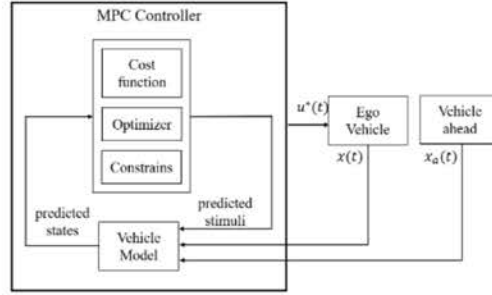 MPC Controller
Cost
function
Optimizer
Constrains
predicted
states
predicted
stimuli
Vehicle
Model
u*(t)
Ego
Vehicle
x(t)
Vehicle
ahead
xₐ(t)